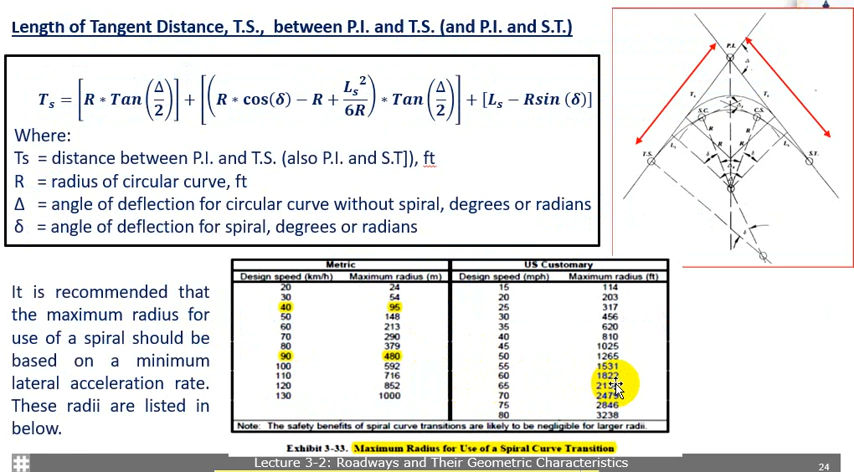 Length of Tangent Distance, T.S., between P.I. and T.S. (and P.I. and S.T.)
T_s = [R * Tan(Δ/2)] + [(R * cos(δ) − R + L_s²/6R) * Tan(Δ/2)] + [L_s − Rsin (δ)]
Where:
Ts = distance between P.I. and T.S. (also P.I. and S.T]), ft
R = radius of circular curve, ft
Δ = angle of deflection for circular curve without spiral, degrees or radians
δ = angle of deflection for spiral, degrees or radians
P.I.
Δ
T_s T_s
S.C. C.S.
R R
R R
L_s L_s
T.S. S.T.
It is recommended that
the maximum radius for
use of a spiral should be
based on a minimum
lateral acceleration rate.
These radii are listed in
below.
Metric US Customary
Design speed (km/h) Maximum radius (m) Design speed (mph) Maximum radius (ft)
20 24 15 114
30 54 20 203
40 95 25 317
50 148 30 456
60 213 35 620
70 290 40 810
80 379 45 1025
90 480 50 1265
100 592 55 1531
110 716 60 1822
120 852 65
130 1000 70 2479
75 2846
80 3238
Note: The safety benefits of spiral curve transitions are likely to be negligible for larger radii.
Exhibit 3-33. Maximum Radius for Use of a Spiral Curve Transition
Lecture 3-2: Roadways and Their Geometric Characteristics
24